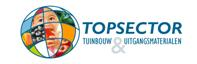 TOPSECTOR
TUINBOUW & UITGANGSMATERIALEN